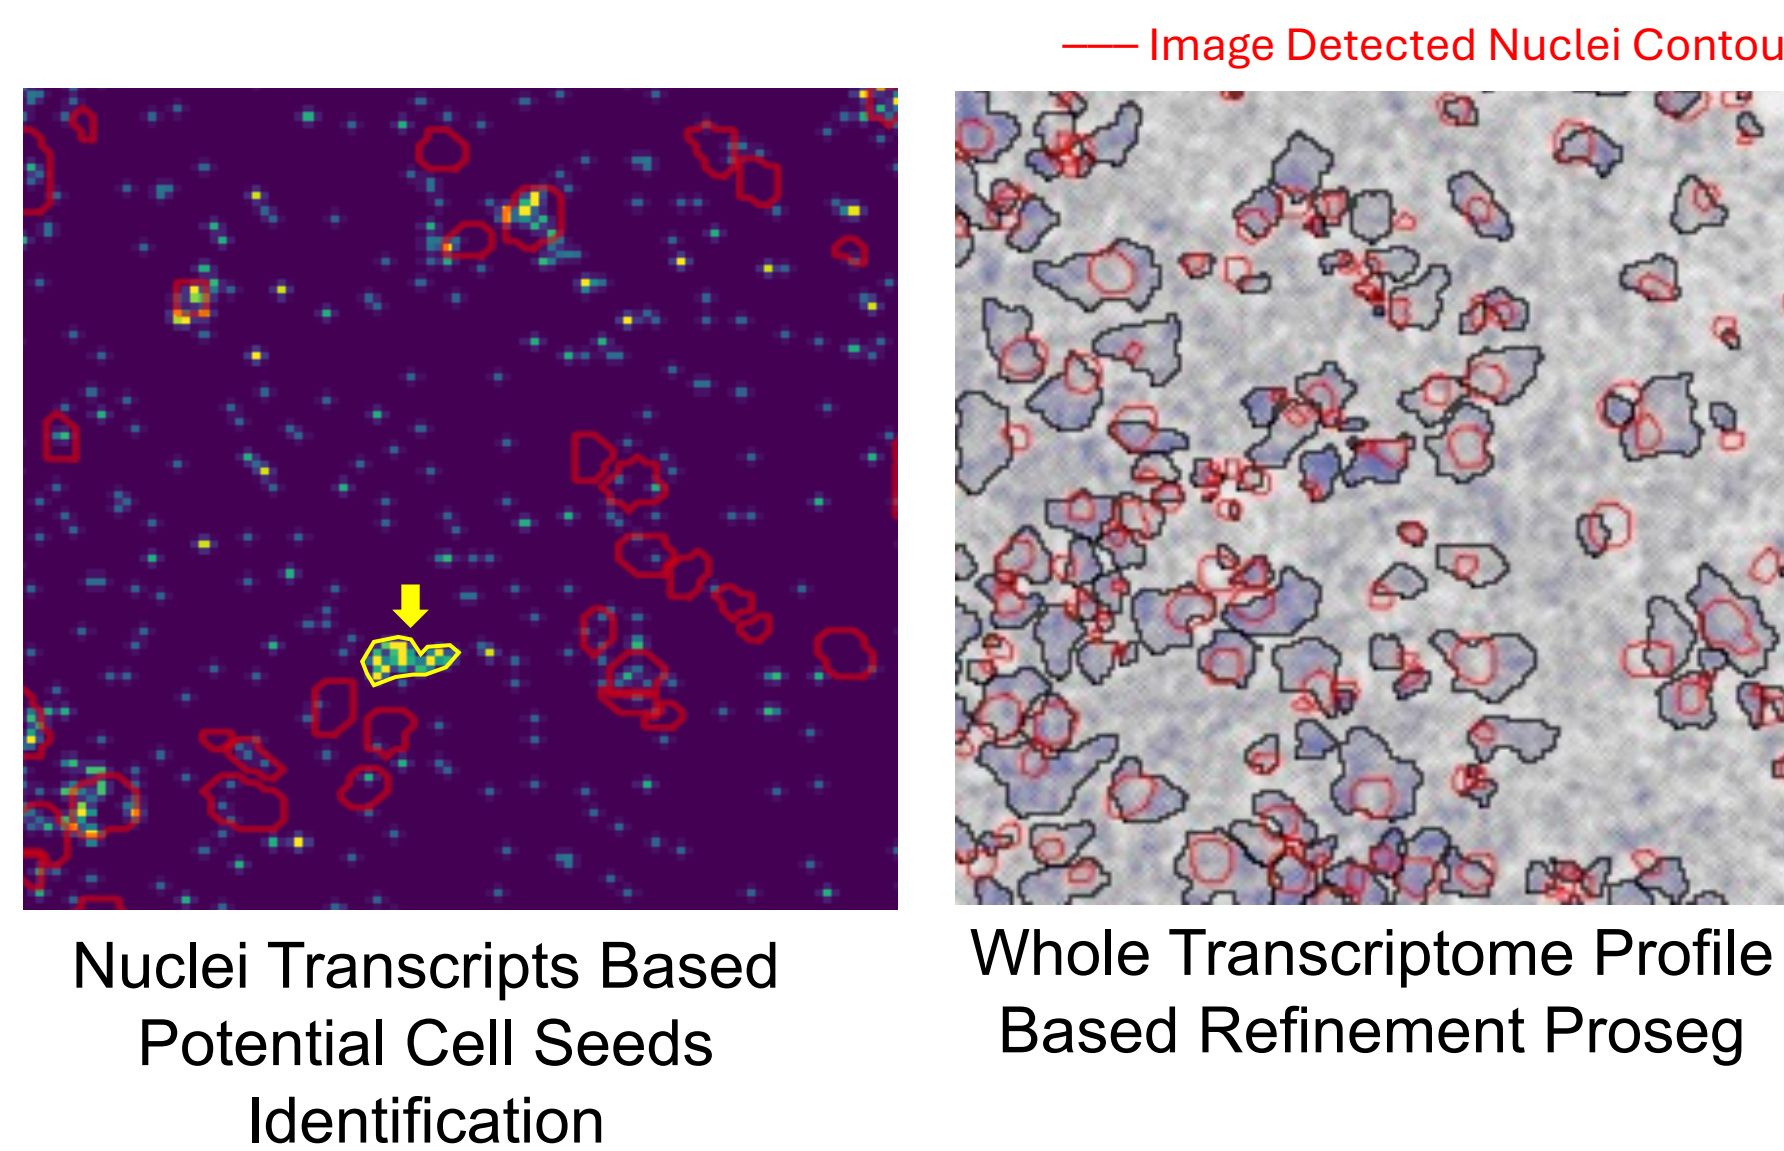 Image Detected Nuclei Contou
Nuclei Transcripts Based
Potential Cell Seeds
Identification
Whole Transcriptome Profile
Based Refinement Proseg